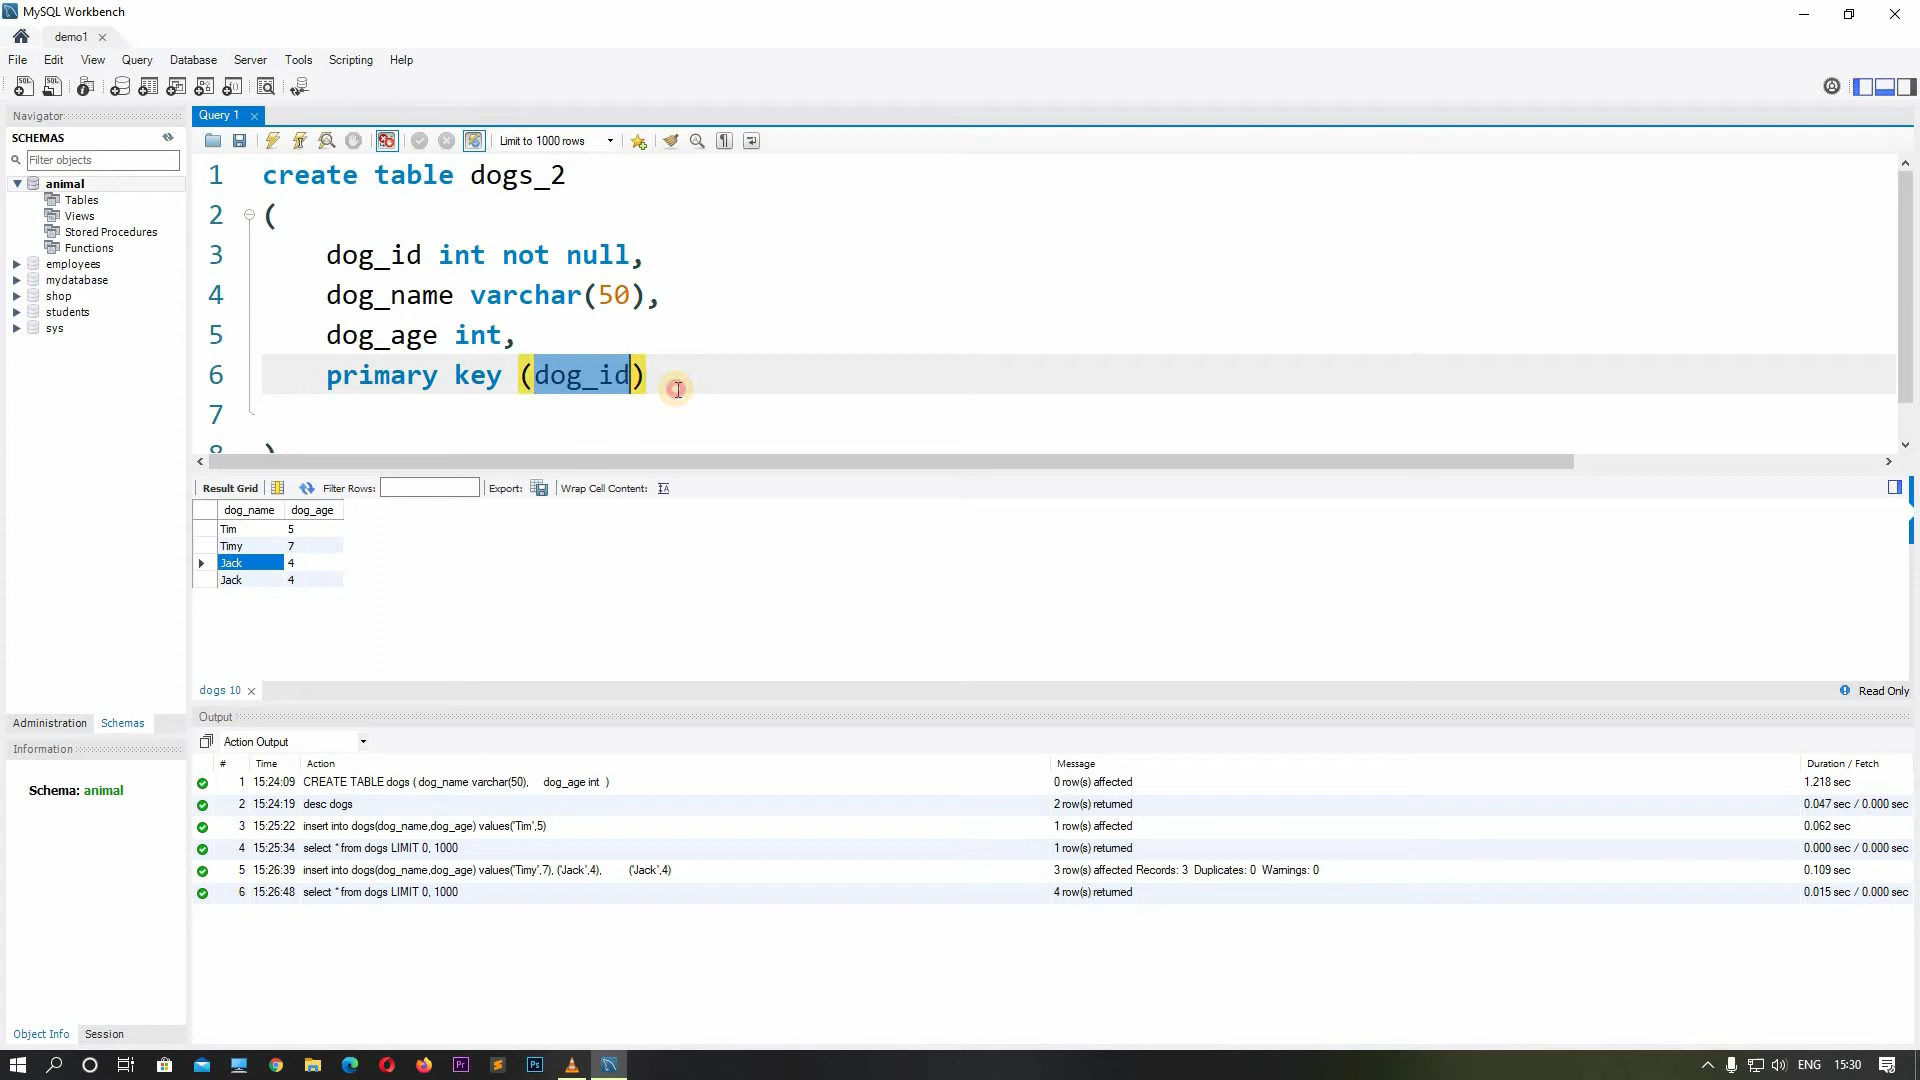 MySQL Workbench
demo1
File Edit View Query Database Server Tools Scripting Help
Navigator
SCHEMAS
Filter objects
animal
Tables
Views
Stored Procedures
Functions
employees
mydatabase
shop
students
sys
Administration Schemas
Information
Schema: animal
Object Info Session
Query 1
Limit to 1000 rows
1 create table dogs_2
2 (
3 dog_id int not null,
4 dog_name varchar(50),
5 dog_age int,
6 primary key (dog_id)
7
8 )
Result Grid Filter Rows: Export: Wrap Cell Content:
dog_name dog_age
Tim 5
Timy 7
Jack 4
Jack 4
dogs 10 Read Only
Output
Action Output
# Time Action Message Duration / Fetch
1 15:24:09 CREATE TABLE dogs ( dog_name varchar(50), dog_age int ) 0 row(s) affected 1.218 sec
2 15:24:19 desc dogs 2 row(s) returned 0.047 sec / 0.000 sec
3 15:25:22 insert into dogs(dog_name,dog_age) values('Tim',5) 1 row(s) affected 0.062 sec
4 15:25:34 select * from dogs LIMIT 0, 1000 1 row(s) returned 0.000 sec / 0.000 sec
5 15:26:39 insert into dogs(dog_name,dog_age) values('Timy',7), ('Jack',4), ('Jack',4) 3 row(s) affected Records: 3 Duplicates: 0 Warnings: 0 0.109 sec
6 15:26:48 select * from dogs LIMIT 0, 1000 4 row(s) returned 0.015 sec / 0.000 sec
ENG 15:30